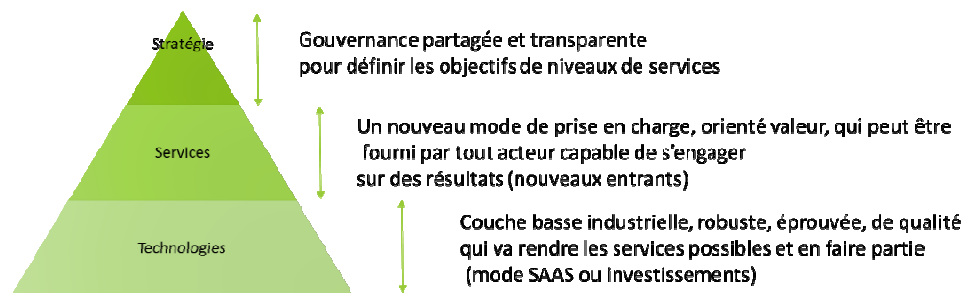 Stratégie
Gouvernance partagée et transparente
pour définir les objectifs de niveaux de services
Services
Un nouveau mode de prise en charge, orienté valeur, qui peut être
fourni par tout acteur capable de s'engager
sur des résultats (nouveaux entrants)
Technologies
Couche basse industrielle, robuste, éprouvée, de qualité
qui va rendre les services possibles et en faire partie
(mode SAAS ou investissements)